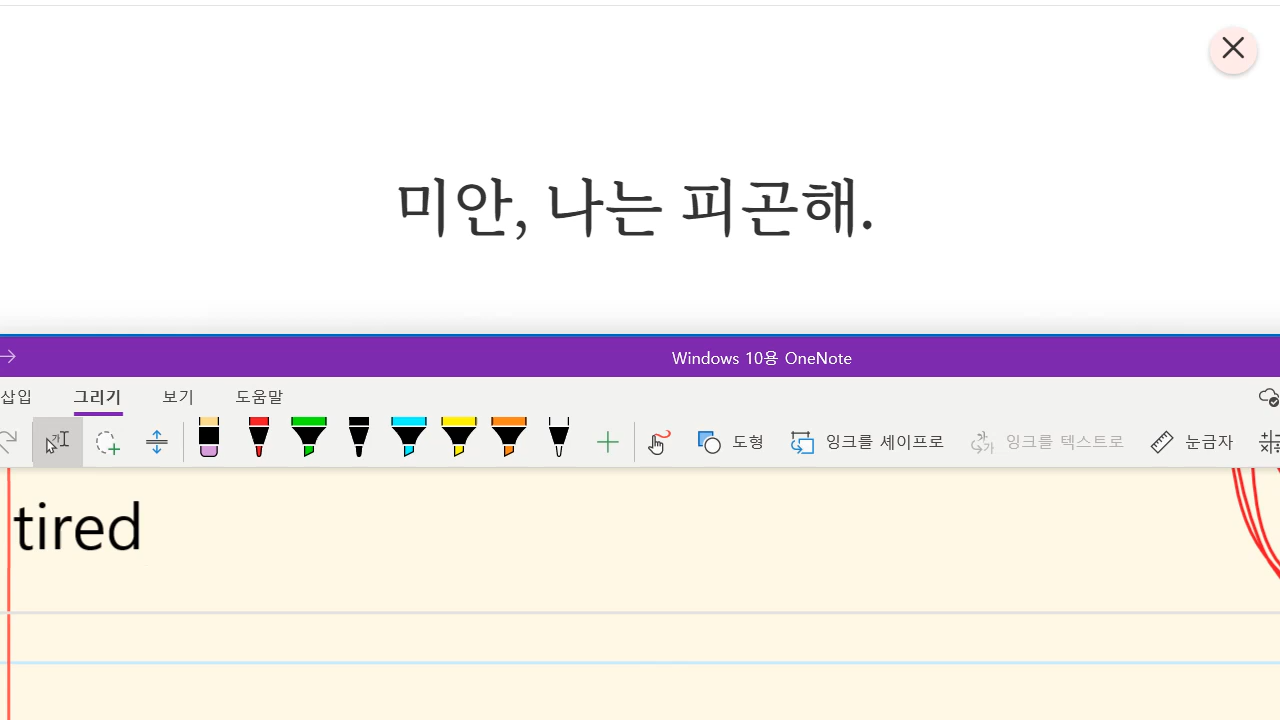 미안, 나는 피곤해.
Windows 10용 OneNote
삽입 그리기 보기 도움말
도형 잉크를 셰이프로 잉크를 텍스트로 눈금자
tired